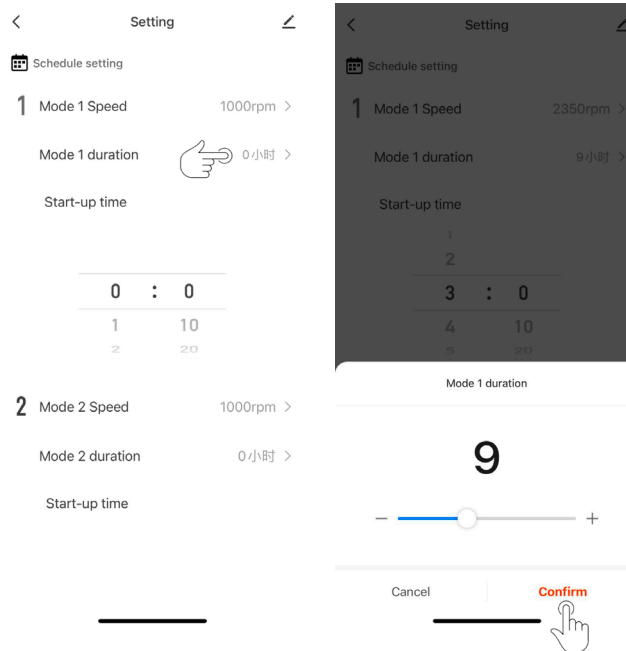 Setting
Schedule setting
1 Mode 1 Speed 1000rpm >
Mode 1 duration 0小时 >
Start-up time
0 : 0
1 10
2 20
2 Mode 2 Speed 1000rpm >
Mode 2 duration 0小时 >
Start-up time
Setting
Schedule setting
1 Mode 1 Speed 2350rpm >
Mode 1 duration 9小时 >
Start-up time
1
2
3 : 0
4 10
5 20
Mode 1 duration
9
− +
Cancel Confirm